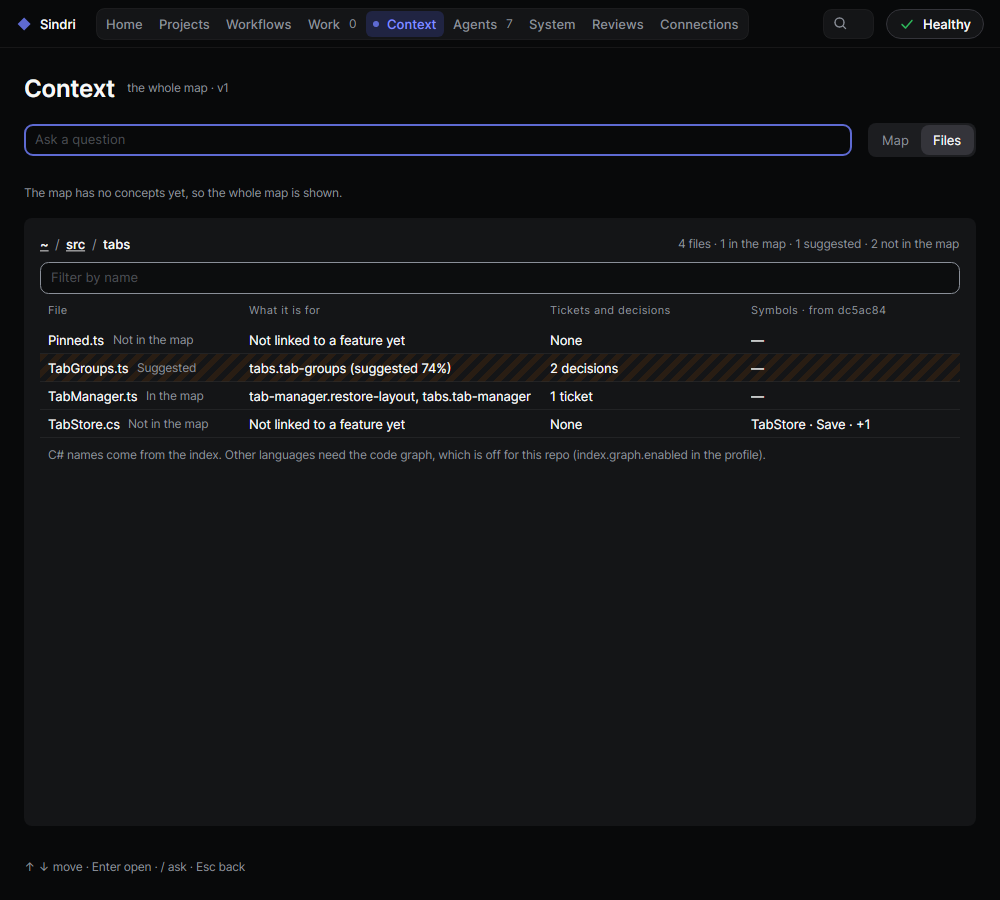 Sindri Home Projects Workflows Work 0 Context Agents 7 System Reviews Connections Healthy
Context the whole map · v1
Ask a question Map Files
The map has no concepts yet, so the whole map is shown.
~ / src / tabs 4 files · 1 in the map · 1 suggested · 2 not in the map
Filter by name
File What it is for Tickets and decisions Symbols · from dc5ac84
Pinned.ts Not in the map Not linked to a feature yet None —
TabGroups.ts Suggested tabs.tab-groups (suggested 74%) 2 decisions —
TabManager.ts In the map tab-manager.restore-layout, tabs.tab-manager 1 ticket —
TabStore.cs Not in the map Not linked to a feature yet None TabStore · Save · +1
C# names come from the index. Other languages need the code graph, which is off for this repo (index.graph.enabled in the profile).
↑ ↓ move · Enter open · / ask · Esc back